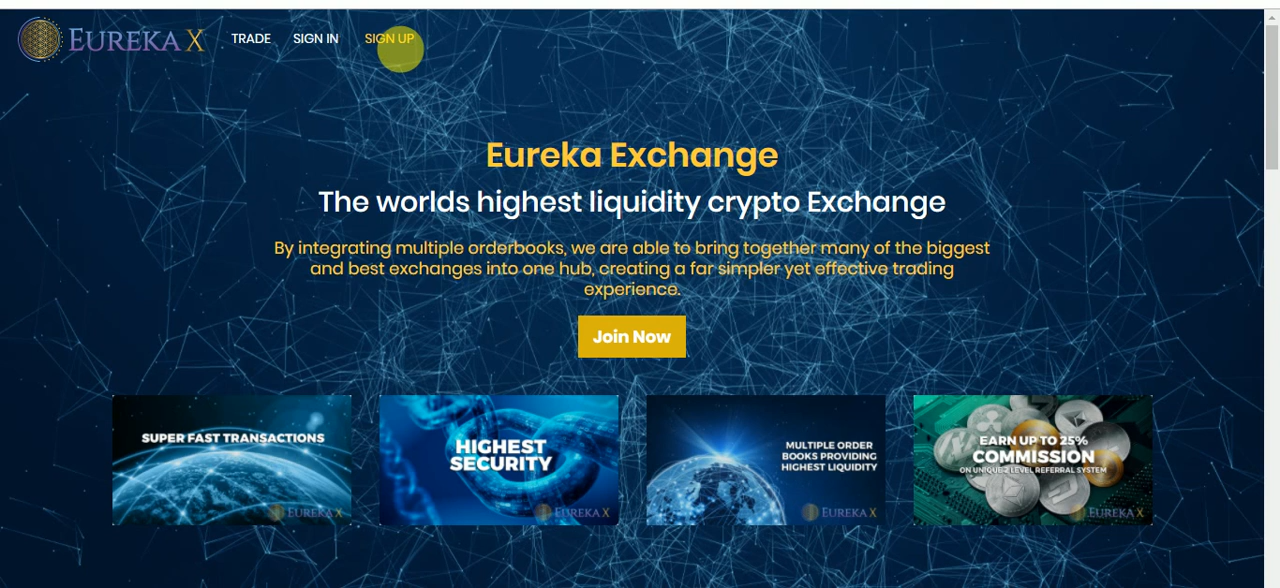 EUREKA X
TRADE
SIGN IN
SIGN UP
Eureka Exchange
The worlds highest liquidity crypto Exchange
By integrating multiple orderbooks, we are able to bring together many of the biggest
and best exchanges into one hub, creating a far simpler yet effective trading
experience.
Join Now
SUPER FAST TRANSACTIONS
EUREKA X
HIGHEST
SECURITY
EUREKA X
MULTIPLE ORDER
BOOKS PROVIDING
HIGHEST LIQUIDITY
EUREKA X
EARN UP TO 25%
COMMISSION
ON UNIQUE 2 LEVEL REFERRAL SYSTEM
EUREKA X